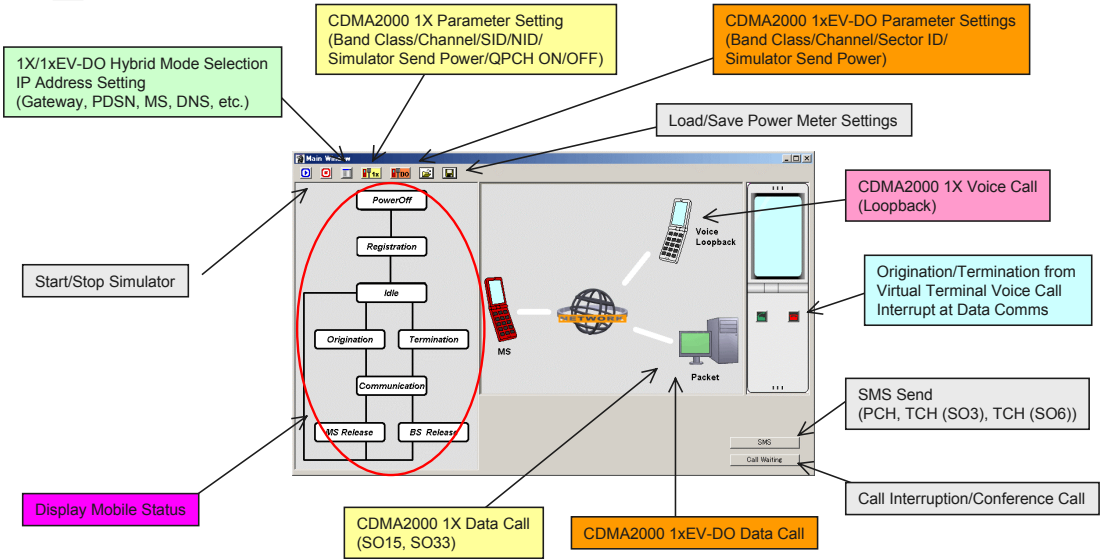 CDMA2000 1X Parameter Setting
(Band Class/Channel/SID/NID/
Simulator Send Power/QPCH ON/OFF)
CDMA2000 1xEV-DO Parameter Settings
(Band Class/Channel/Sector ID/
Simulator Send Power)
1X/1xEV-DO Hybrid Mode Selection
IP Address Setting
(Gateway, PDSN, MS, DNS, etc.)
Load/Save Power Meter Settings
Main Window
1x
DO
PowerOff
Registration
Idle
Origination
Termination
Communication
MS Release
BS Release
Voice
Loopback
MS
NETWORK
Packet
SMS
Call Waiting
CDMA2000 1X Voice Call
(Loopback)
Start/Stop Simulator
Origination/Termination from
Virtual Terminal Voice Call
Interrupt at Data Comms
SMS Send
(PCH, TCH (SO3), TCH (SO6))
Display Mobile Status
Call Interruption/Conference Call
CDMA2000 1X Data Call
(SO15, SO33)
CDMA2000 1xEV-DO Data Call